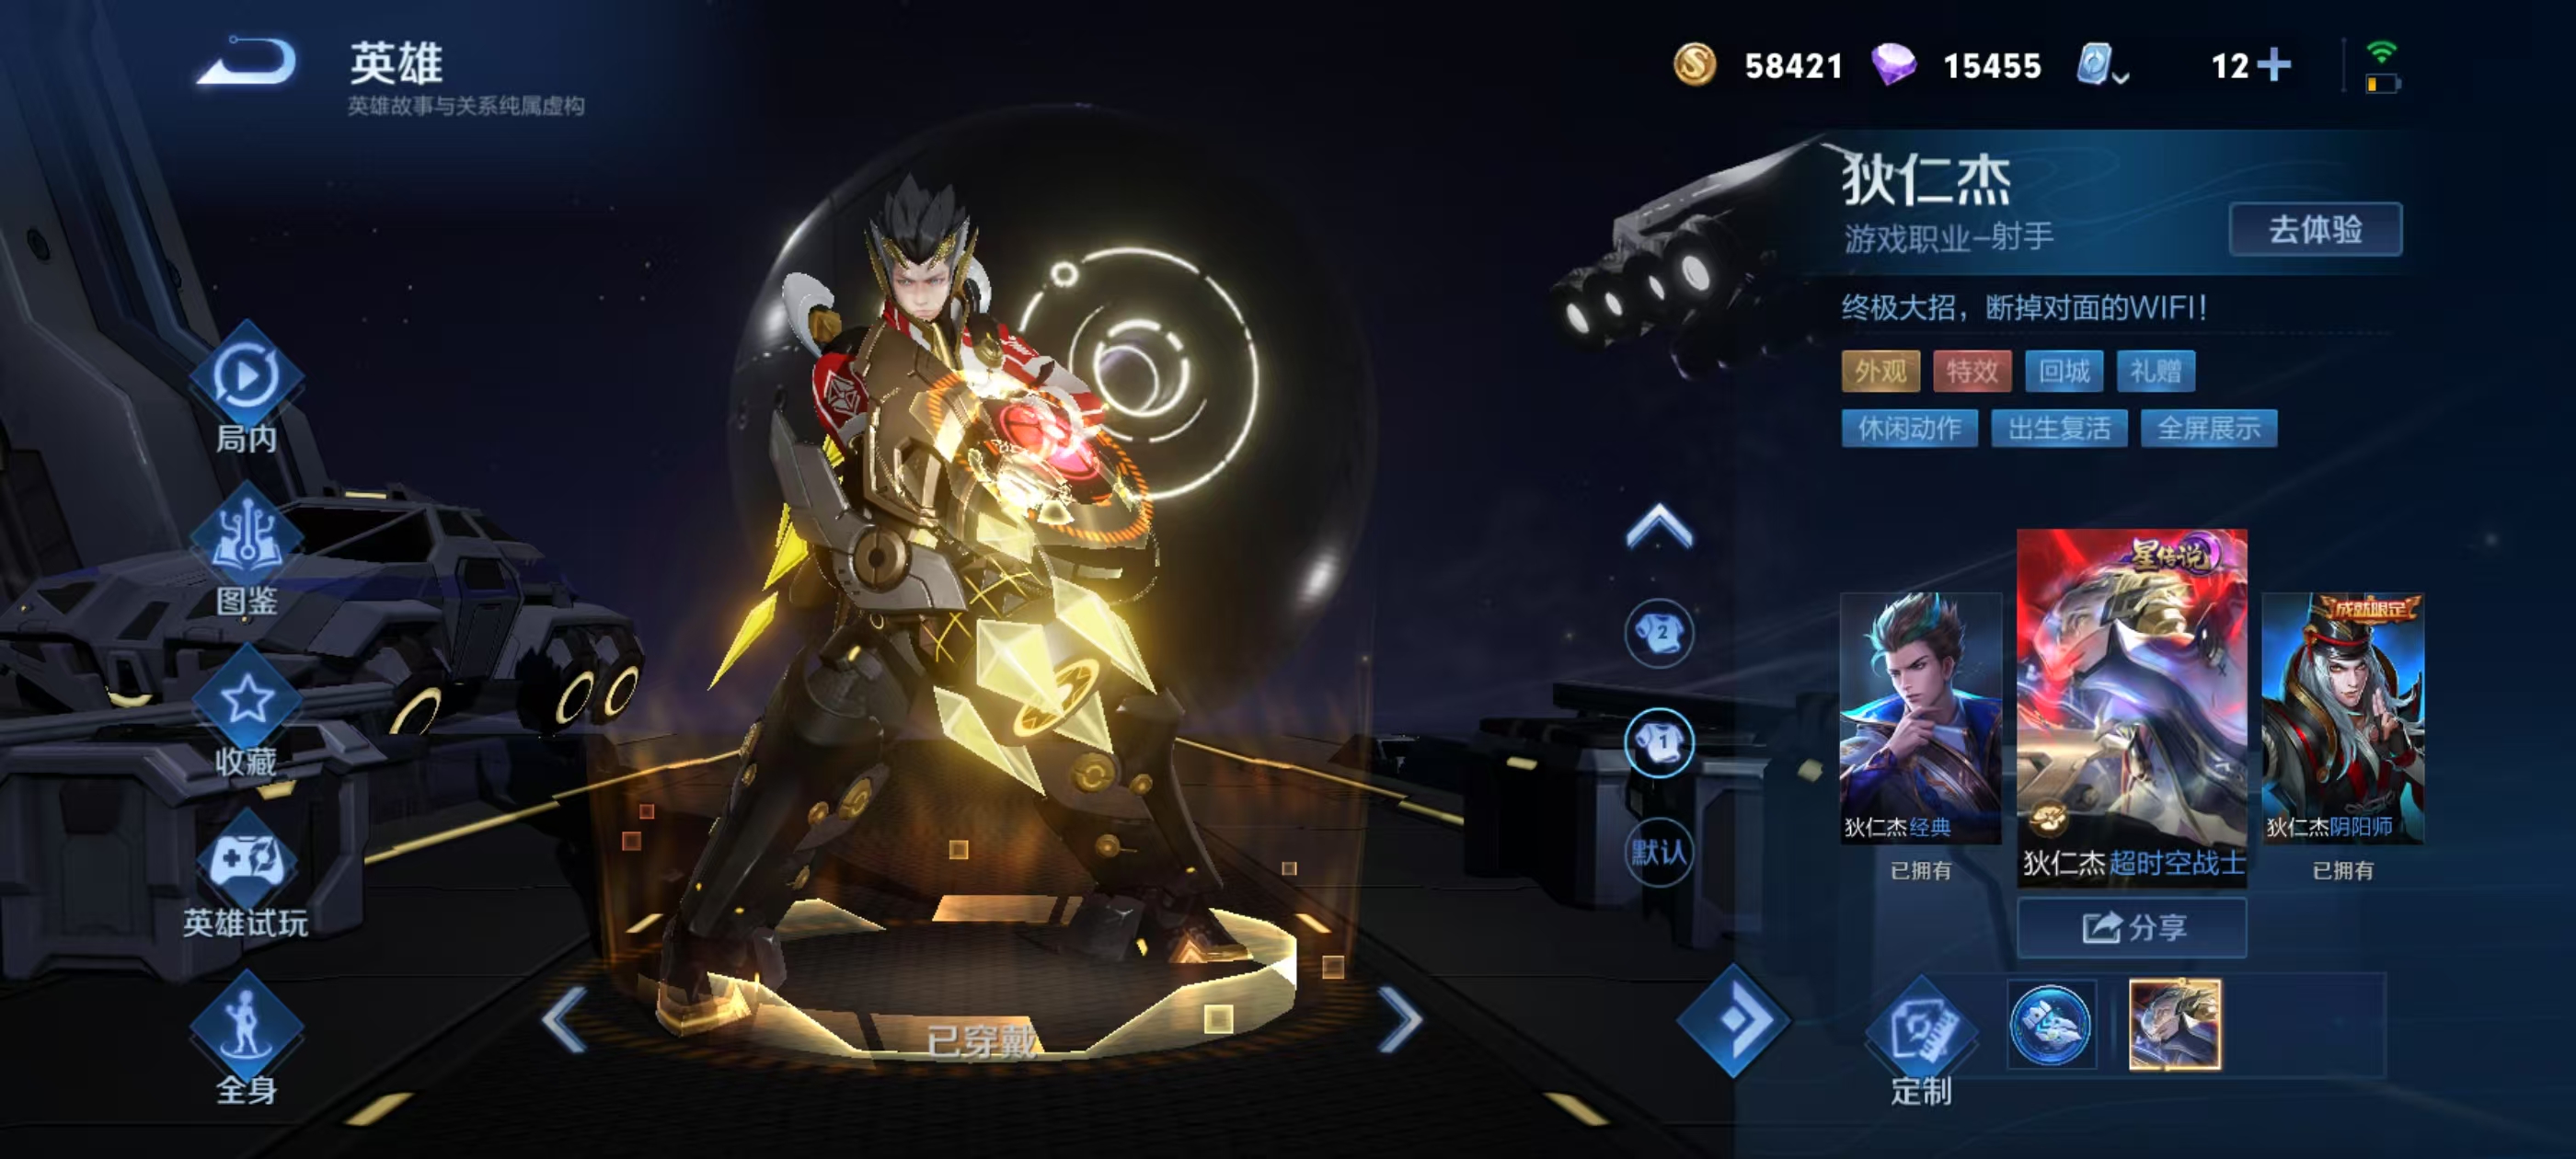 英雄
英雄故事与关系纯属虚构
58421
15455
12
狄仁杰
游戏职业-射手
去体验
终极大招，断掉对面的WIFI！
外观 特效 回城 礼赠
休闲动作 出生复活 全屏展示
局内
图鉴
收藏
英雄试玩
全身
已穿戴
2
1
默认
狄仁杰经典
已拥有
星传说
狄仁杰超时空战士
成就限定
狄仁杰阴阳师
已拥有
分享
定制